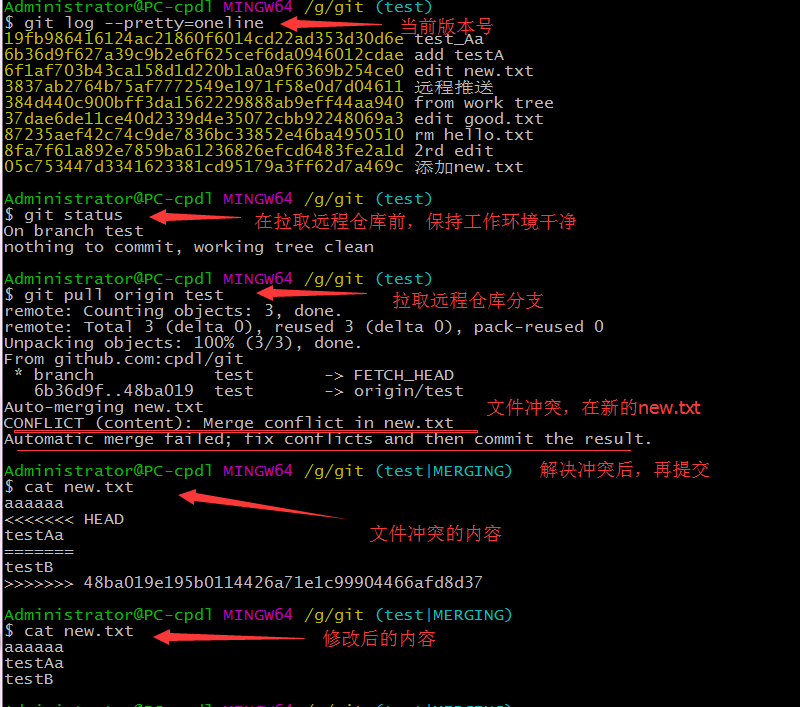 Administrator@PC-cpdl MINGW64 /g/git (test)
$ git log --pretty=oneline 当前版本号
19fb986416124ac21860f6014cd22ad353d30d6e test_Aa
6b36d9f627a39c9b2e6f625cef6da0946012cdae add testA
6f1af703b43ca158d1d220b1a0a9f6369b254ce0 edit new.txt
3837ab2764b75af7772549e1971f58e0d7d04611 远程推送
384d440c900bff3da1562229888ab9eff44aa940 from work tree
37dae6de11ce40d2339d4e35072cbb92248069a3 edit good.txt
87235aef42c74c9de7836bc33852e46ba4950510 rm hello.txt
8fa7f61a892e7859ba61236826efcd6483fe2a1d 2rd edit
05c753447d3341623381cd95179a3ff62d7a469c 添加new.txt
Administrator@PC-cpdl MINGW64 /g/git (test)
$ git status 在拉取远程仓库前，保持工作环境干净
On branch test
nothing to commit, working tree clean
Administrator@PC-cpdl MINGW64 /g/git (test)
$ git pull origin test 拉取远程仓库分支
remote: Counting objects: 3, done.
remote: Total 3 (delta 0), reused 3 (delta 0), pack-reused 0
Unpacking objects: 100% (3/3), done.
From github.com:cpdl/git
 * branch            test       -> FETCH_HEAD
   6b36d9f..48ba019  test       -> origin/test
Auto-merging new.txt 文件冲突，在新的new.txt
CONFLICT (content): Merge conflict in new.txt
Automatic merge failed; fix conflicts and then commit the result.
Administrator@PC-cpdl MINGW64 /g/git (test|MERGING) 解决冲突后，再提交
$ cat new.txt
aaaaaa
<<<<<<< HEAD
testAa 文件冲突的内容
=======
testB
>>>>>>> 48ba019e195b0114426a71e1c99904466afd8d37
Administrator@PC-cpdl MINGW64 /g/git (test|MERGING)
$ cat new.txt 修改后的内容
aaaaaa
testAa
testB
Administrator@PC-cpdl MINGW64 /g/git (test|MERGING)